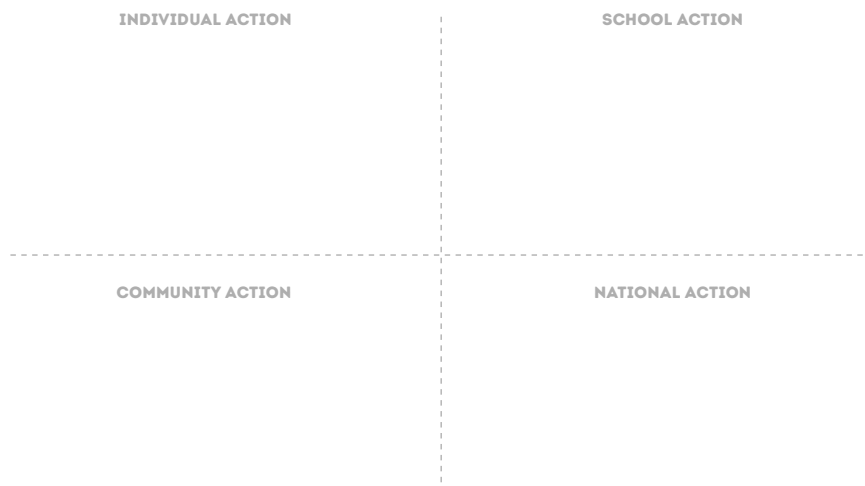 INDIVIDUAL ACTION
SCHOOL ACTION
COMMUNITY ACTION
NATIONAL ACTION